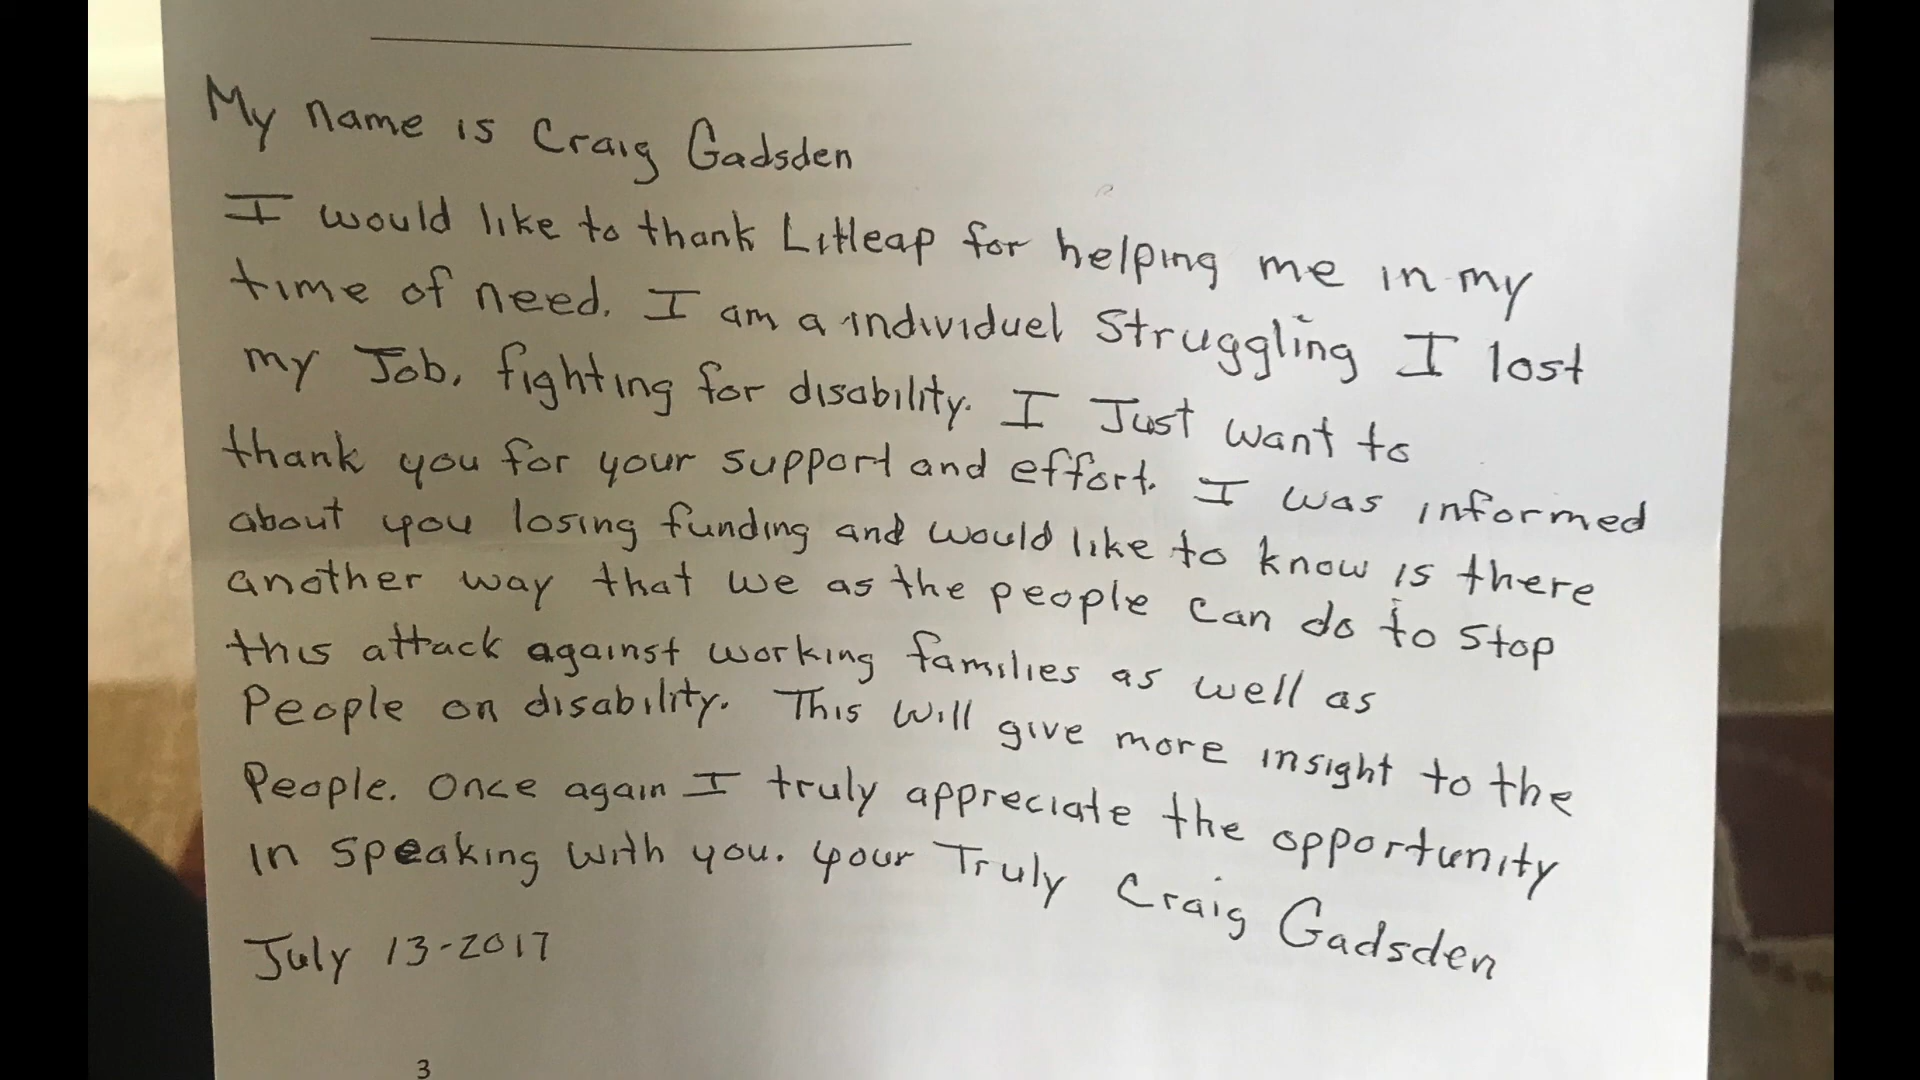 My name is Craig Gadsden
I would like to thank Litleap for helping me in my
time of need. I am a individuel Struggling I lost
my Job, fighting for disability. I Just want to
thank you for your support and effort. I was informed
about you losing funding and would like to know is there
another way that we as the people can do to stop
this attack against working families as well as
People on disability. This will give more insight to the
People. Once again I truly appreciate the opportunity
in speaking with you. your Truly Craig Gadsden
July 13-2017
3